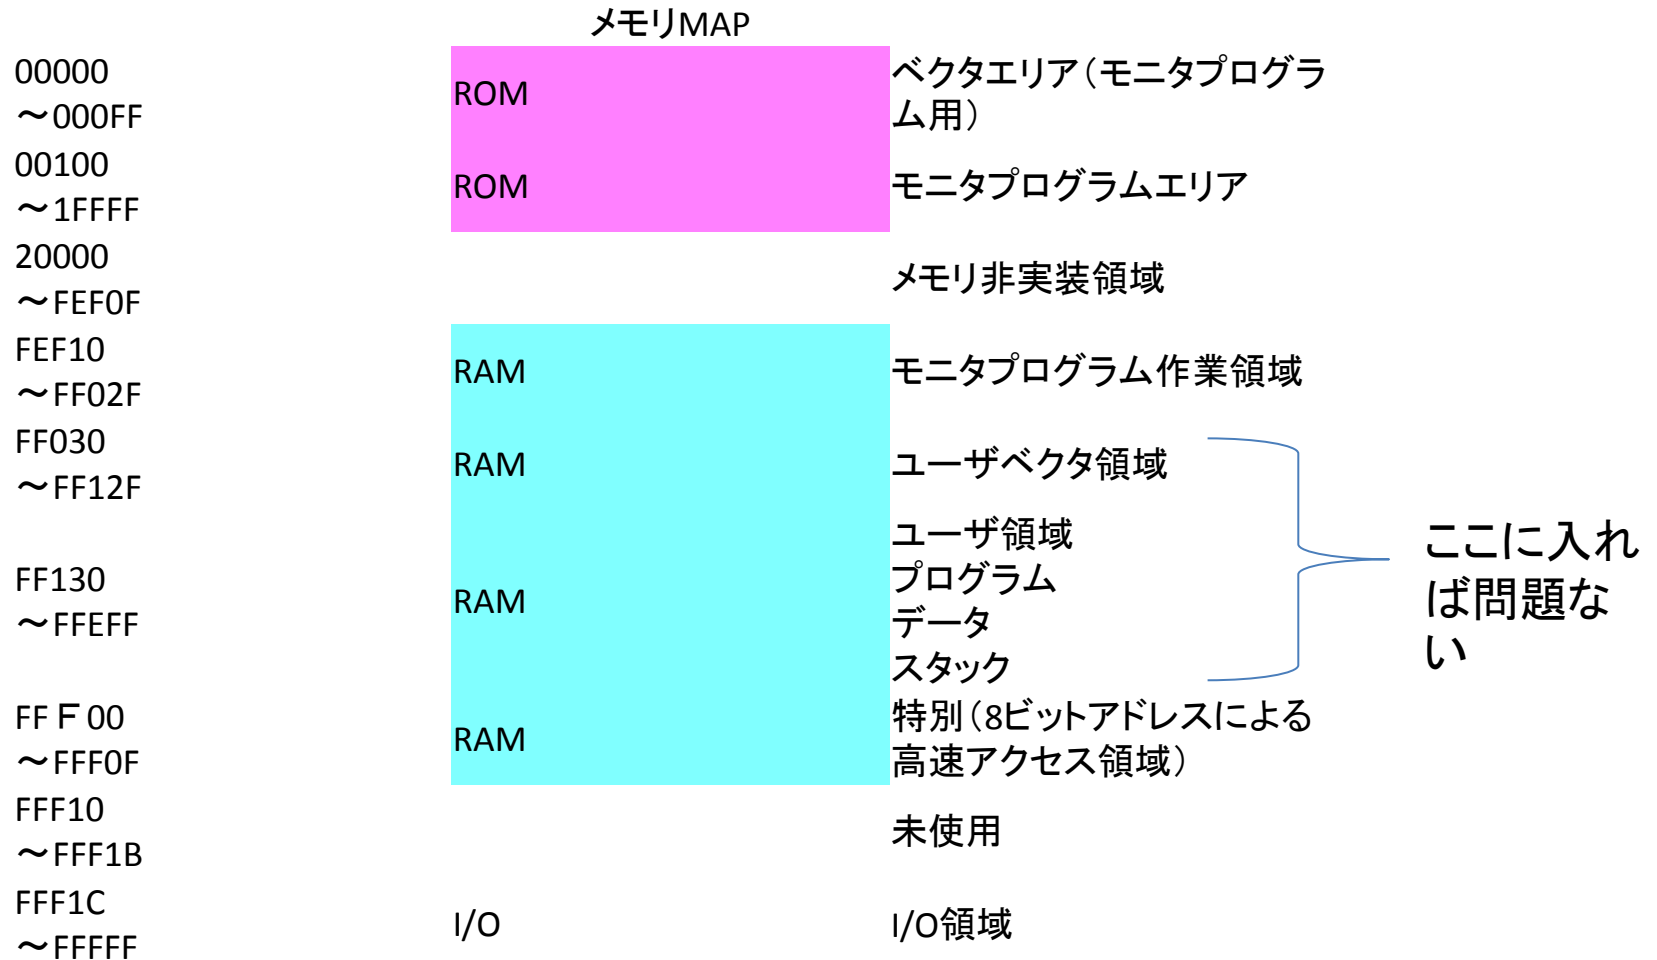 メモリMAP
00000
～000FF
ROM
ベクタエリア（モニタプログラ
ム用）
00100
～1FFFF
ROM
モニタプログラムエリア
20000
～FEF0F
メモリ非実装領域
FEF10
～FF02F
RAM
モニタプログラム作業領域
FF030
～FF12F
RAM
ユーザベクタ領域
FF130
～FFEFF
RAM
ユーザ領域
プログラム
データ
スタック
ここに入れ
ば問題な
い
FFＦ00
～FFF0F
RAM
特別（8ビットアドレスによる
高速アクセス領域）
FFF10
～FFF1B
未使用
FFF1C
～FFFFF
I/O
I/O領域